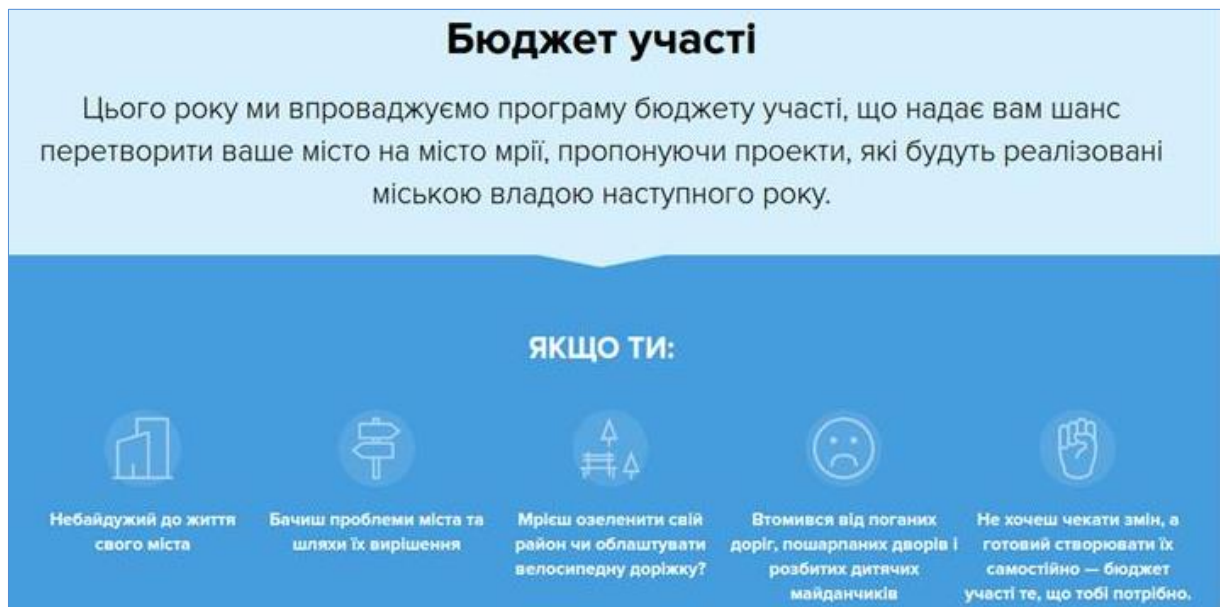 Бюджет участі
Цього року ми впроваджуємо програму бюджету участі, що надає вам шанс
перетворити ваше місто на місто мрії, пропонуючи проекти, які будуть реалізовані
міською владою наступного року.
ЯКЩО ТИ:
Небайдужий до життя
свого міста
Бачиш проблеми міста та
шляхи їх вирішення
Мрієш озеленити свій
район чи облаштувати
велосипедну доріжку?
Втомився від поганих
доріг, пошарпаних дворів і
розбитих дитячих
майданчиків
Не хочеш чекати змін, а
готовий створювати їх
самостійно — бюджет
участі те, що тобі потрібно.